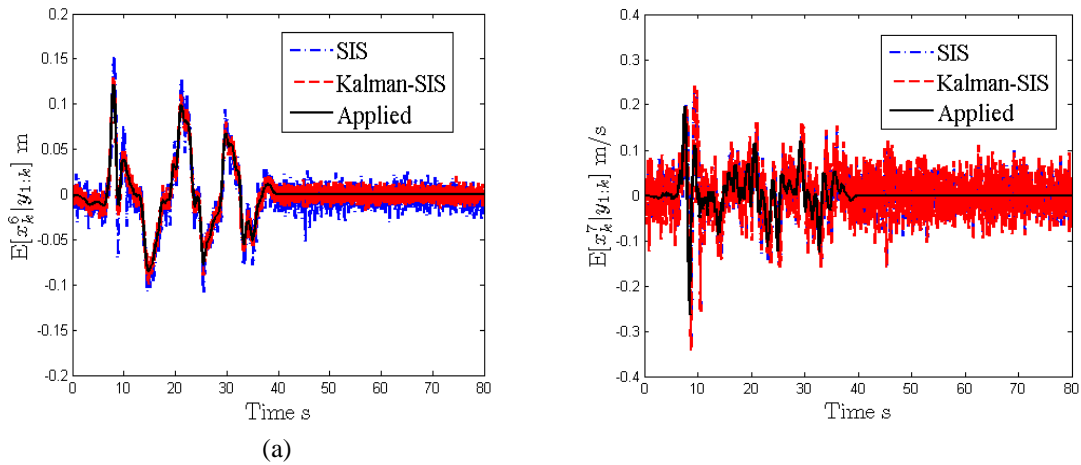 0.2
0.15
0.1
0.05
0
-0.05
-0.1
-0.15
-0.2
E[x_k^6|y_{1:k}] m
SIS
Kalman-SIS
Applied
0 10 20 30 40 50 60 70 80
Time s
(a)
0.4
0.3
0.2
0.1
0
-0.1
-0.2
-0.3
-0.4
E[x_k^7|y_{1:k}] m/s
SIS
Kalman-SIS
Applied
0 10 20 30 40 50 60 70 80
Time s